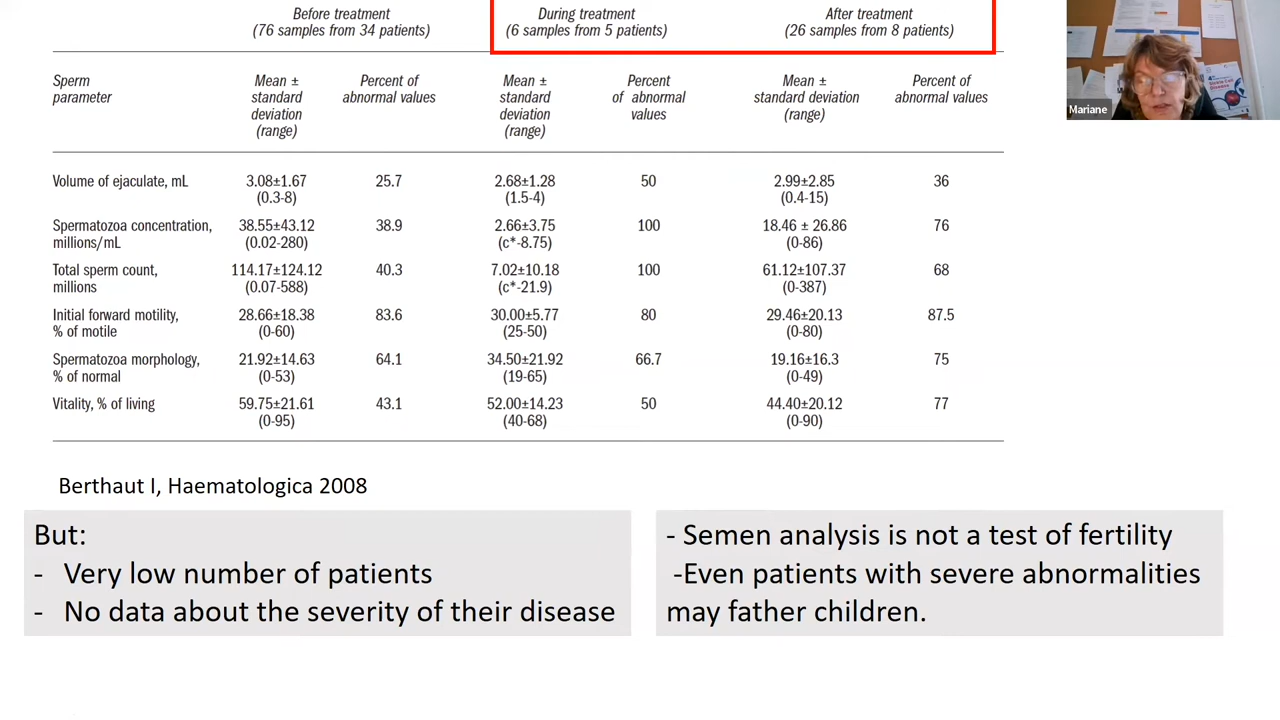 Before treatment During treatment After treatment
(76 samples from 34 patients) (6 samples from 5 patients) (26 samples from 8 patients)
Sperm Mean ± Percent of Mean ± Percent Mean ± Percent of
parameter standard abnormal values standard of abnormal standard deviation abnormal values
deviation deviation values (range)
(range) (range)
Volume of ejaculate, mL 3.08±1.67 25.7 2.68±1.28 50 2.99±2.85 36
(0.3-8) (1.5-4) (0.4-15)
Spermatozoa concentration, 38.55±43.12 38.9 2.66±3.75 100 18.46 ± 26.86 76
millions/mL (0.02-280) (c*-8.75) (0-86)
Total sperm count, 114.17±124.12 40.3 7.02±10.18 100 61.12±107.37 68
millions (0.07-588) (c*-21.9) (0-387)
Initial forward motility, 28.66±18.38 83.6 30.00±5.77 80 29.46±20.13 87.5
% of motile (0-60) (25-50) (0-80)
Spermatozoa morphology, 21.92±14.63 64.1 34.50±21.92 66.7 19.16±16.3 75
% of normal (0-53) (19-65) (0-49)
Vitality, % of living 59.75±21.61 43.1 52.00±14.23 50 44.40±20.12 77
(0-95) (40-68) (0-90)
Berthaut I, Haematologica 2008
But:
- Very low number of patients
- No data about the severity of their disease
- Semen analysis is not a test of fertility
-Even patients with severe abnormalities
may father children.
Mariane